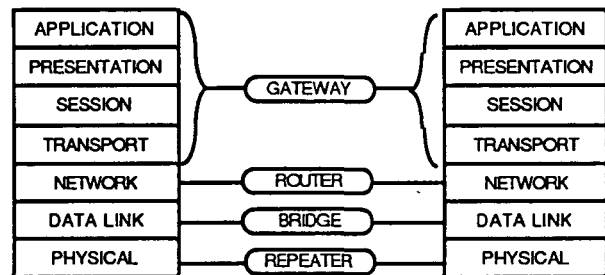 APPLICATION
PRESENTATION
SESSION
TRANSPORT
NETWORK
DATA LINK
PHYSICAL
GATEWAY
ROUTER
BRIDGE
REPEATER
APPLICATION
PRESENTATION
SESSION
TRANSPORT
NETWORK
DATA LINK
PHYSICAL